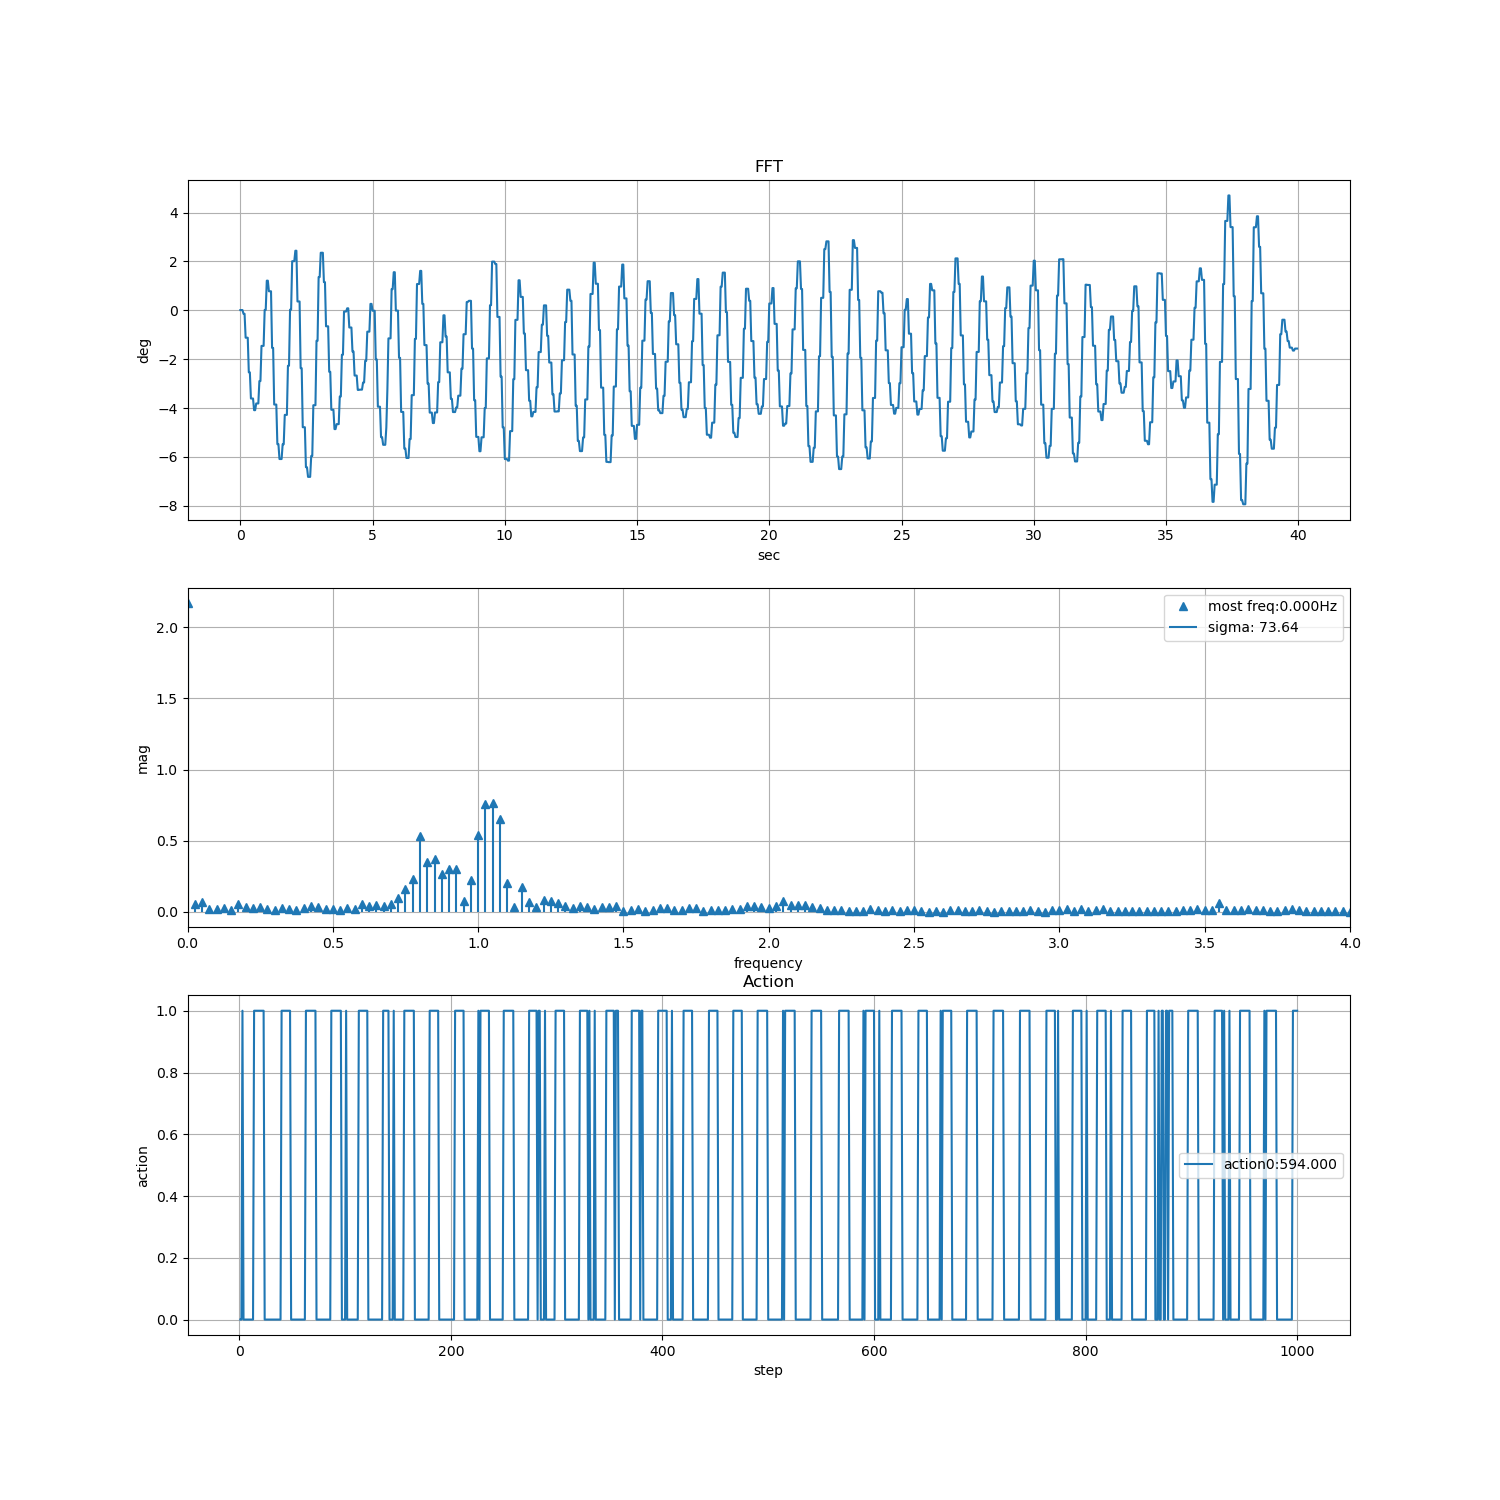 FFT
4
2
0
−2
−4
−6
−8
deg
0 5 10 15 20 25 30 35 40
sec
most freq:0.000Hz
sigma: 73.64
2.0
1.5
1.0
0.5
0.0
mag
0.0 0.5 1.0 1.5 2.0 2.5 3.0 3.5 4.0
frequency
Action
1.0
0.8
0.6
0.4
0.2
0.0
action
action0:594.000
0 200 400 600 800 1000
step